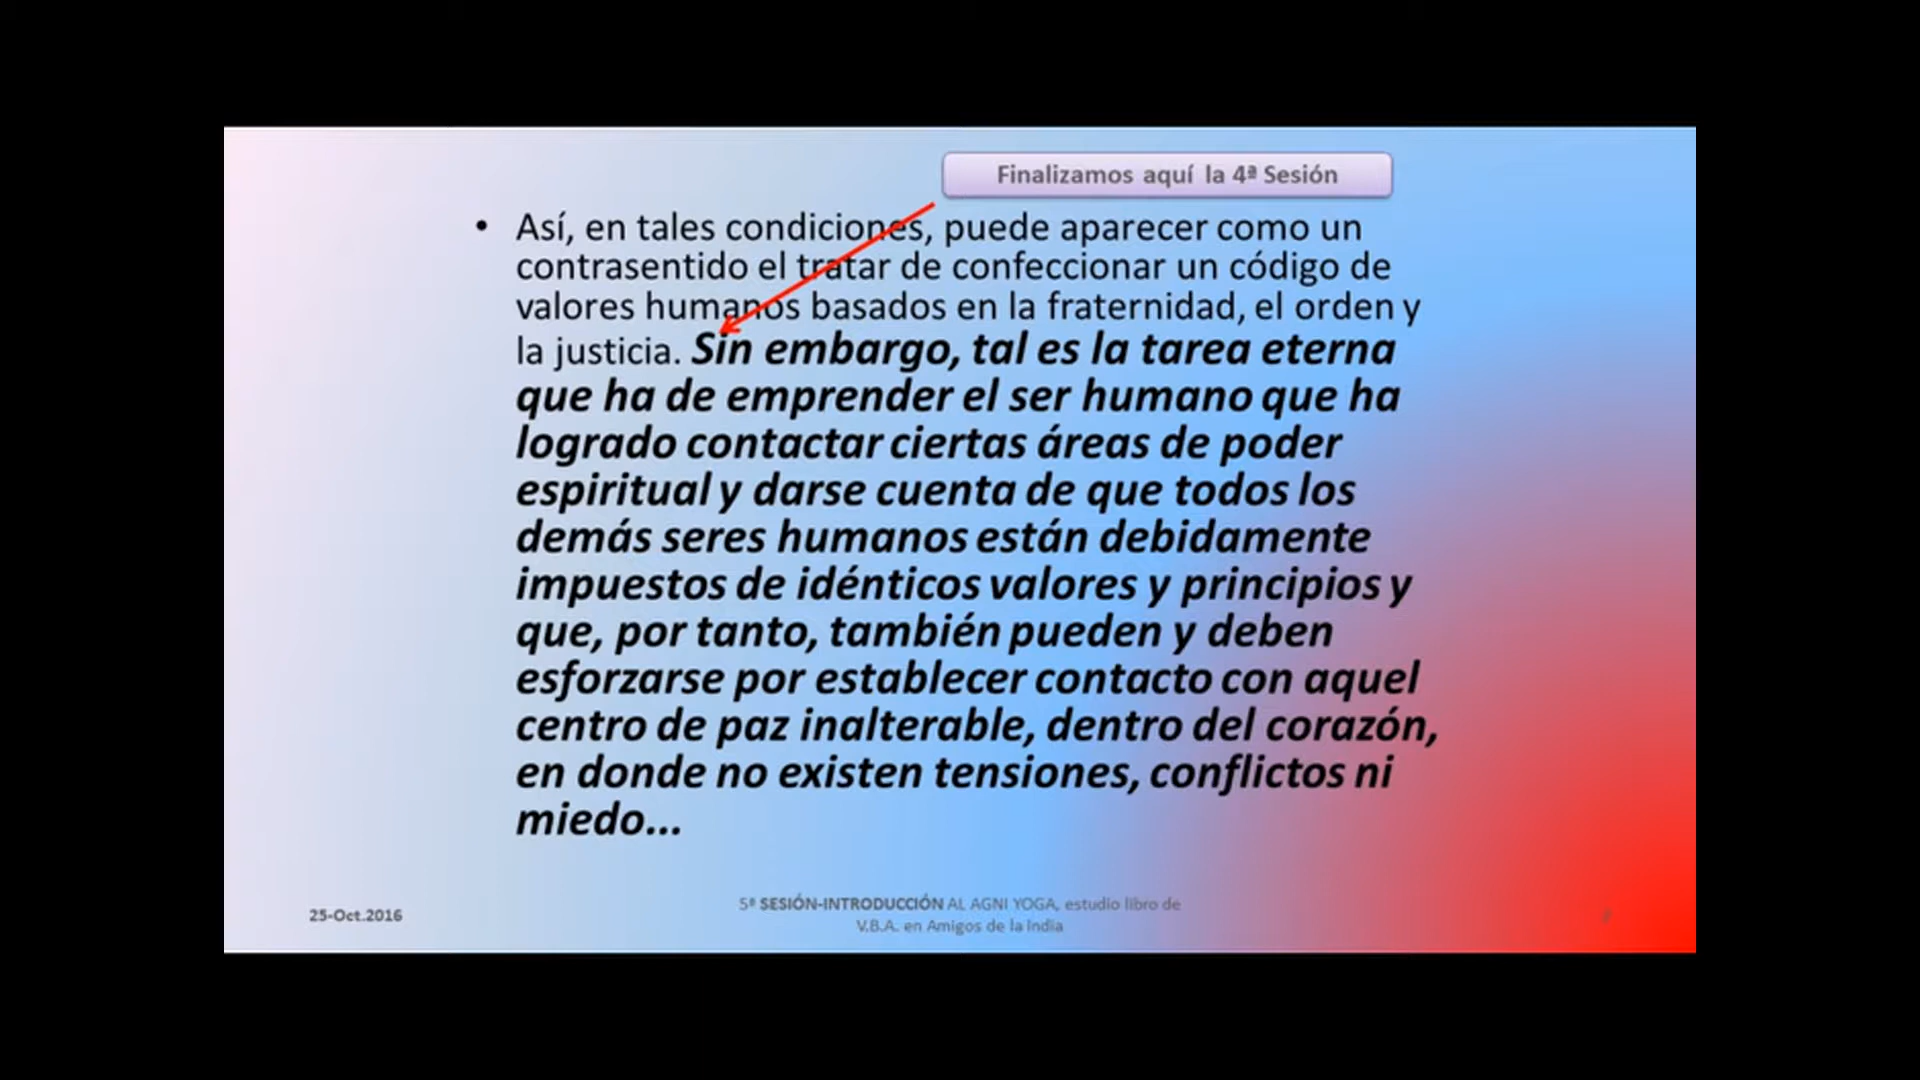 Finalizamos aquí la 4ª Sesión
• Así, en tales condiciones, puede aparecer como un
contrasentido el tratar de confeccionar un código de
valores humanos basados en la fraternidad, el orden y
la justicia. Sin embargo, tal es la tarea eterna
que ha de emprender el ser humano que ha
logrado contactar ciertas áreas de poder
espiritual y darse cuenta de que todos los
demás seres humanos están debidamente
impuestos de idénticos valores y principios y
que, por tanto, también pueden y deben
esforzarse por establecer contacto con aquel
centro de paz inalterable, dentro del corazón,
en donde no existen tensiones, conflictos ni
miedo...
25-Oct.2016
5ª SESIÓN-INTRODUCCIÓN AL AGNI YOGA, estudio libro de
V.B.A. en Amigos de la India